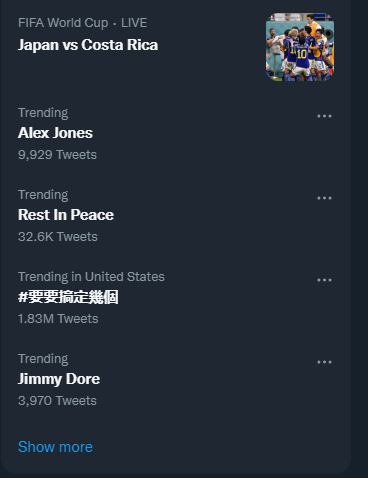 FIFA World Cup · LIVE
Japan vs Costa Rica
Trending
Alex Jones
9,929 Tweets
Trending
Rest In Peace
32.6K Tweets
Trending in United States
#要要搞定幾個
1.83M Tweets
Trending
Jimmy Dore
3,970 Tweets
Show more